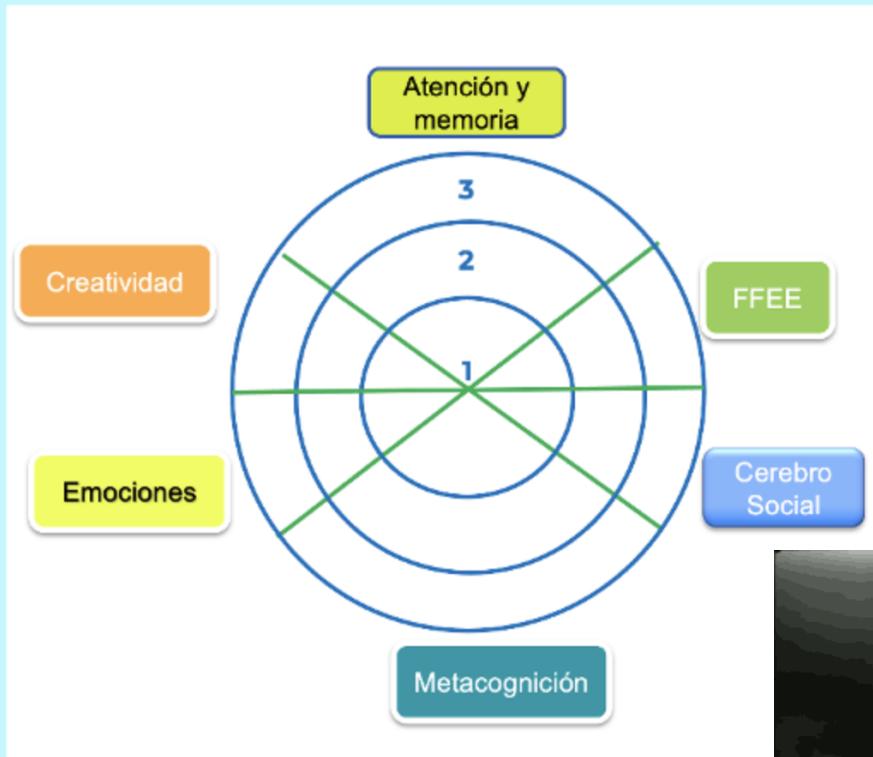 Atención y
memoria
3
2
1
Creatividad
FFEE
Emociones
Cerebro
Social
Metacognición